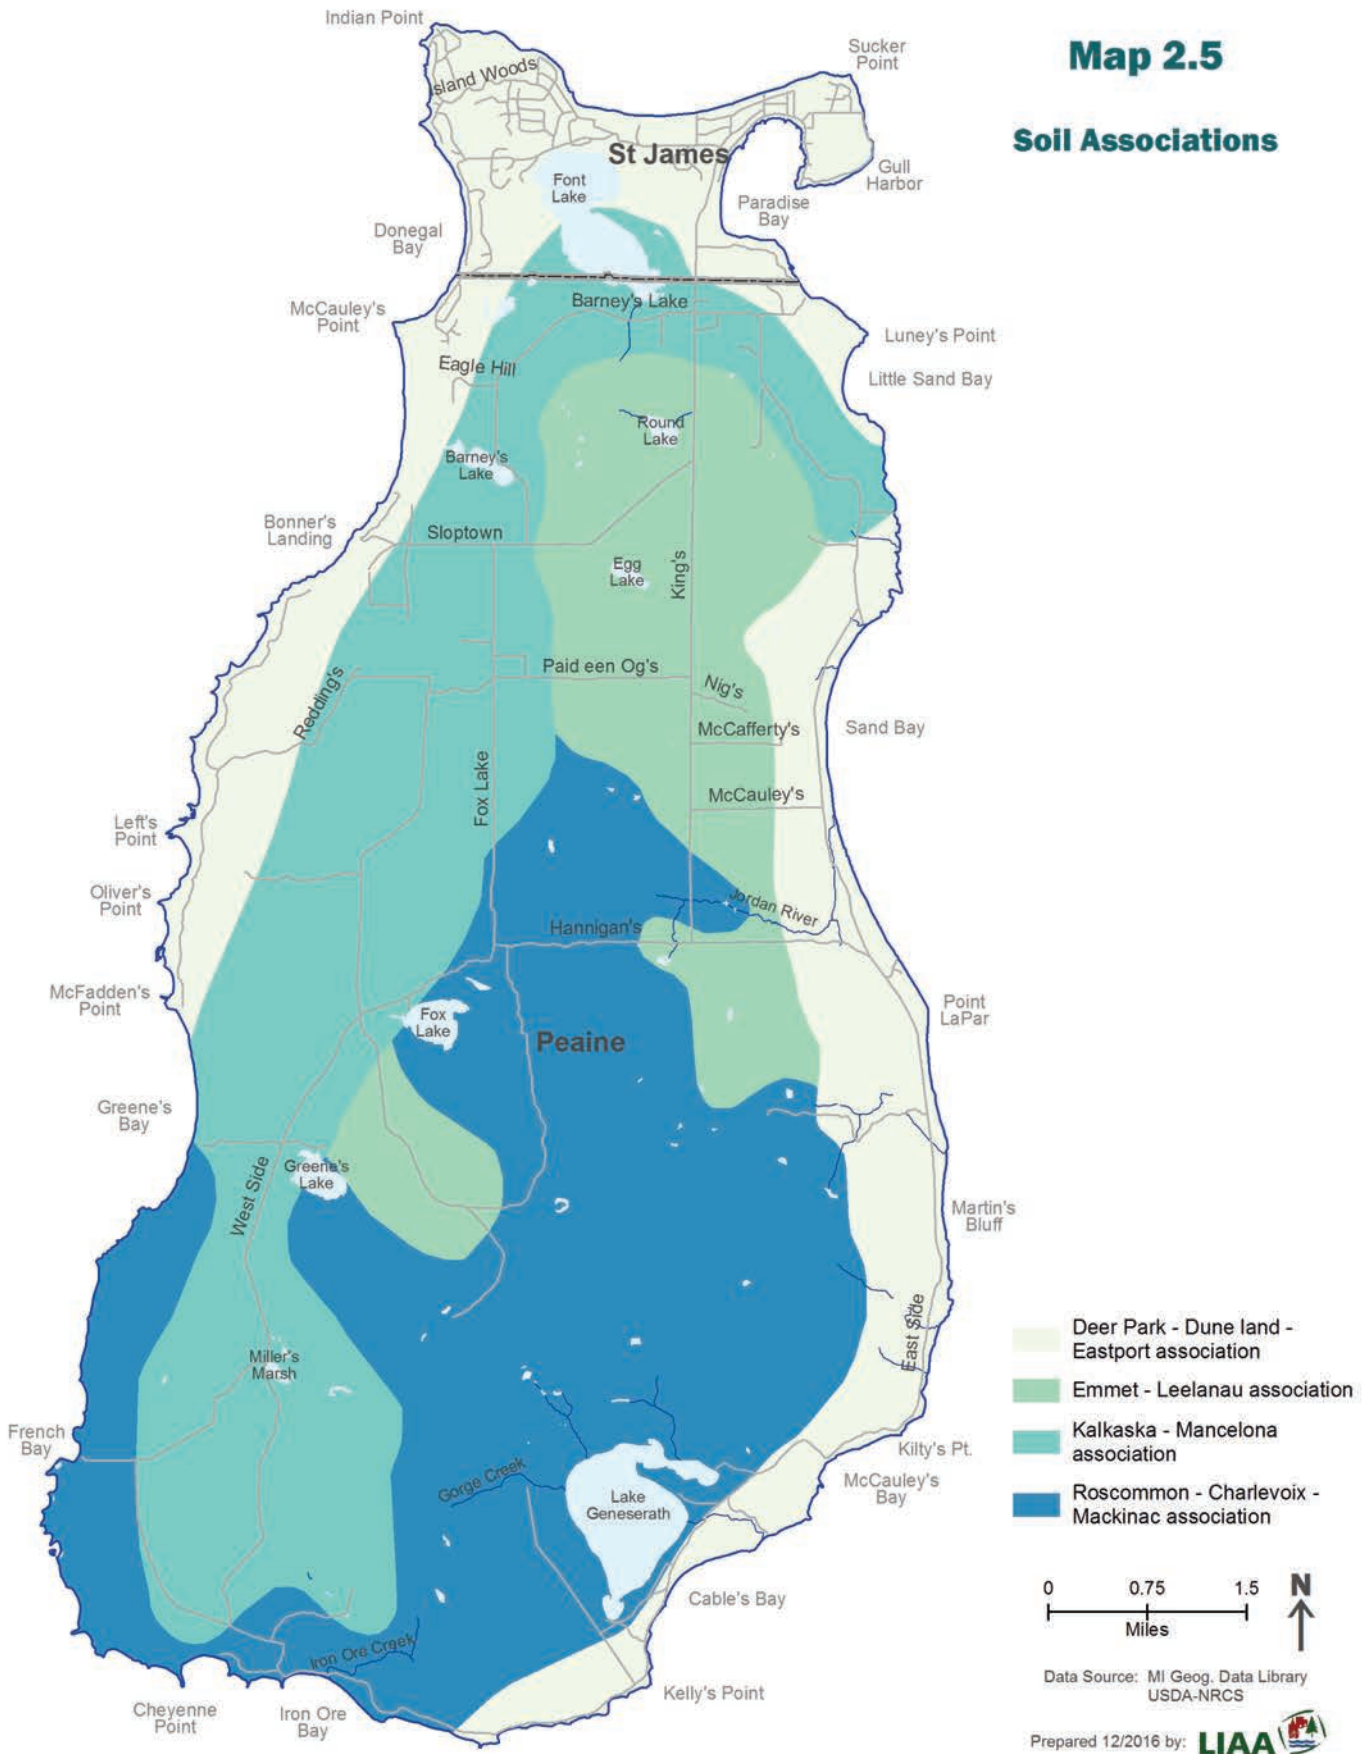 Map 2.5
Soil Associations
Indian Point
Sucker
Point
sland Woods
St James
Gull
Harbor
Font
Lake
Paradise
Bay
Donegal
Bay
McCauley's
Point
Barney's Lake
Luney's Point
Eagle Hill
Little Sand Bay
Round
Lake
Barney's
Lake
Bonner's
Landing
Sloptown
Egg
Lake
King's
Paid een Og's
Redding's
Nig's
McCafferty's
Sand Bay
Fox Lake
McCauley's
Left's
Point
Oliver's
Point
Jordan River
Hannigan's
McFadden's
Point
Fox
Lake
Peaine
Point
LaPar
Greene's
Bay
Greene's
Lake
West Side
Martin's
Bluff
East Side
Miller's
Marsh
French
Bay
Kilty's Pt.
McCauley's
Bay
Gorge Creek
Lake
Geneserath
Cable's Bay
Iron Ore Creek
Kelly's Point
Cheyenne
Point
Iron Ore
Bay
Deer Park - Dune land -
Eastport association
Emmet - Leelanau association
Kalkaska - Mancelona
association
Roscommon - Charlevoix -
Mackinac association
0 0.75 1.5
Miles
N
Data Source: MI Geog. Data Library
USDA-NRCS
Prepared 12/2016 by: LIAA